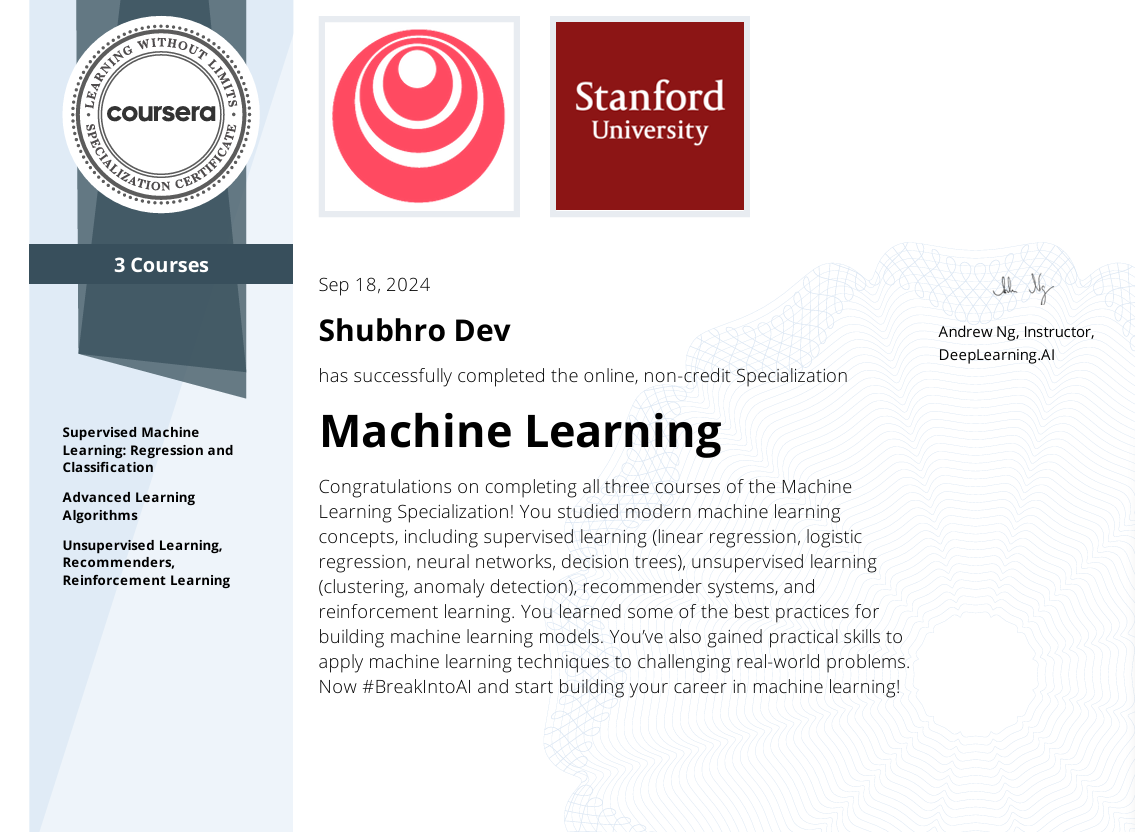 LEARNING WITHOUT LIMITS
coursera
SPECIALIZATION CERTIFICATE
3 Courses
Supervised Machine
Learning: Regression and
Classification
Advanced Learning
Algorithms
Unsupervised Learning,
Recommenders,
Reinforcement Learning
Stanford
University
Sep 18, 2024
Shubhro Dev
has successfully completed the online, non-credit Specialization
Machine Learning
Congratulations on completing all three courses of the Machine
Learning Specialization! You studied modern machine learning
concepts, including supervised learning (linear regression, logistic
regression, neural networks, decision trees), unsupervised learning
(clustering, anomaly detection), recommender systems, and
reinforcement learning. You learned some of the best practices for
building machine learning models. You’ve also gained practical skills to
apply machine learning techniques to challenging real-world problems.
Now #BreakIntoAI and start building your career in machine learning!
Andrew Ng, Instructor,
DeepLearning.AI